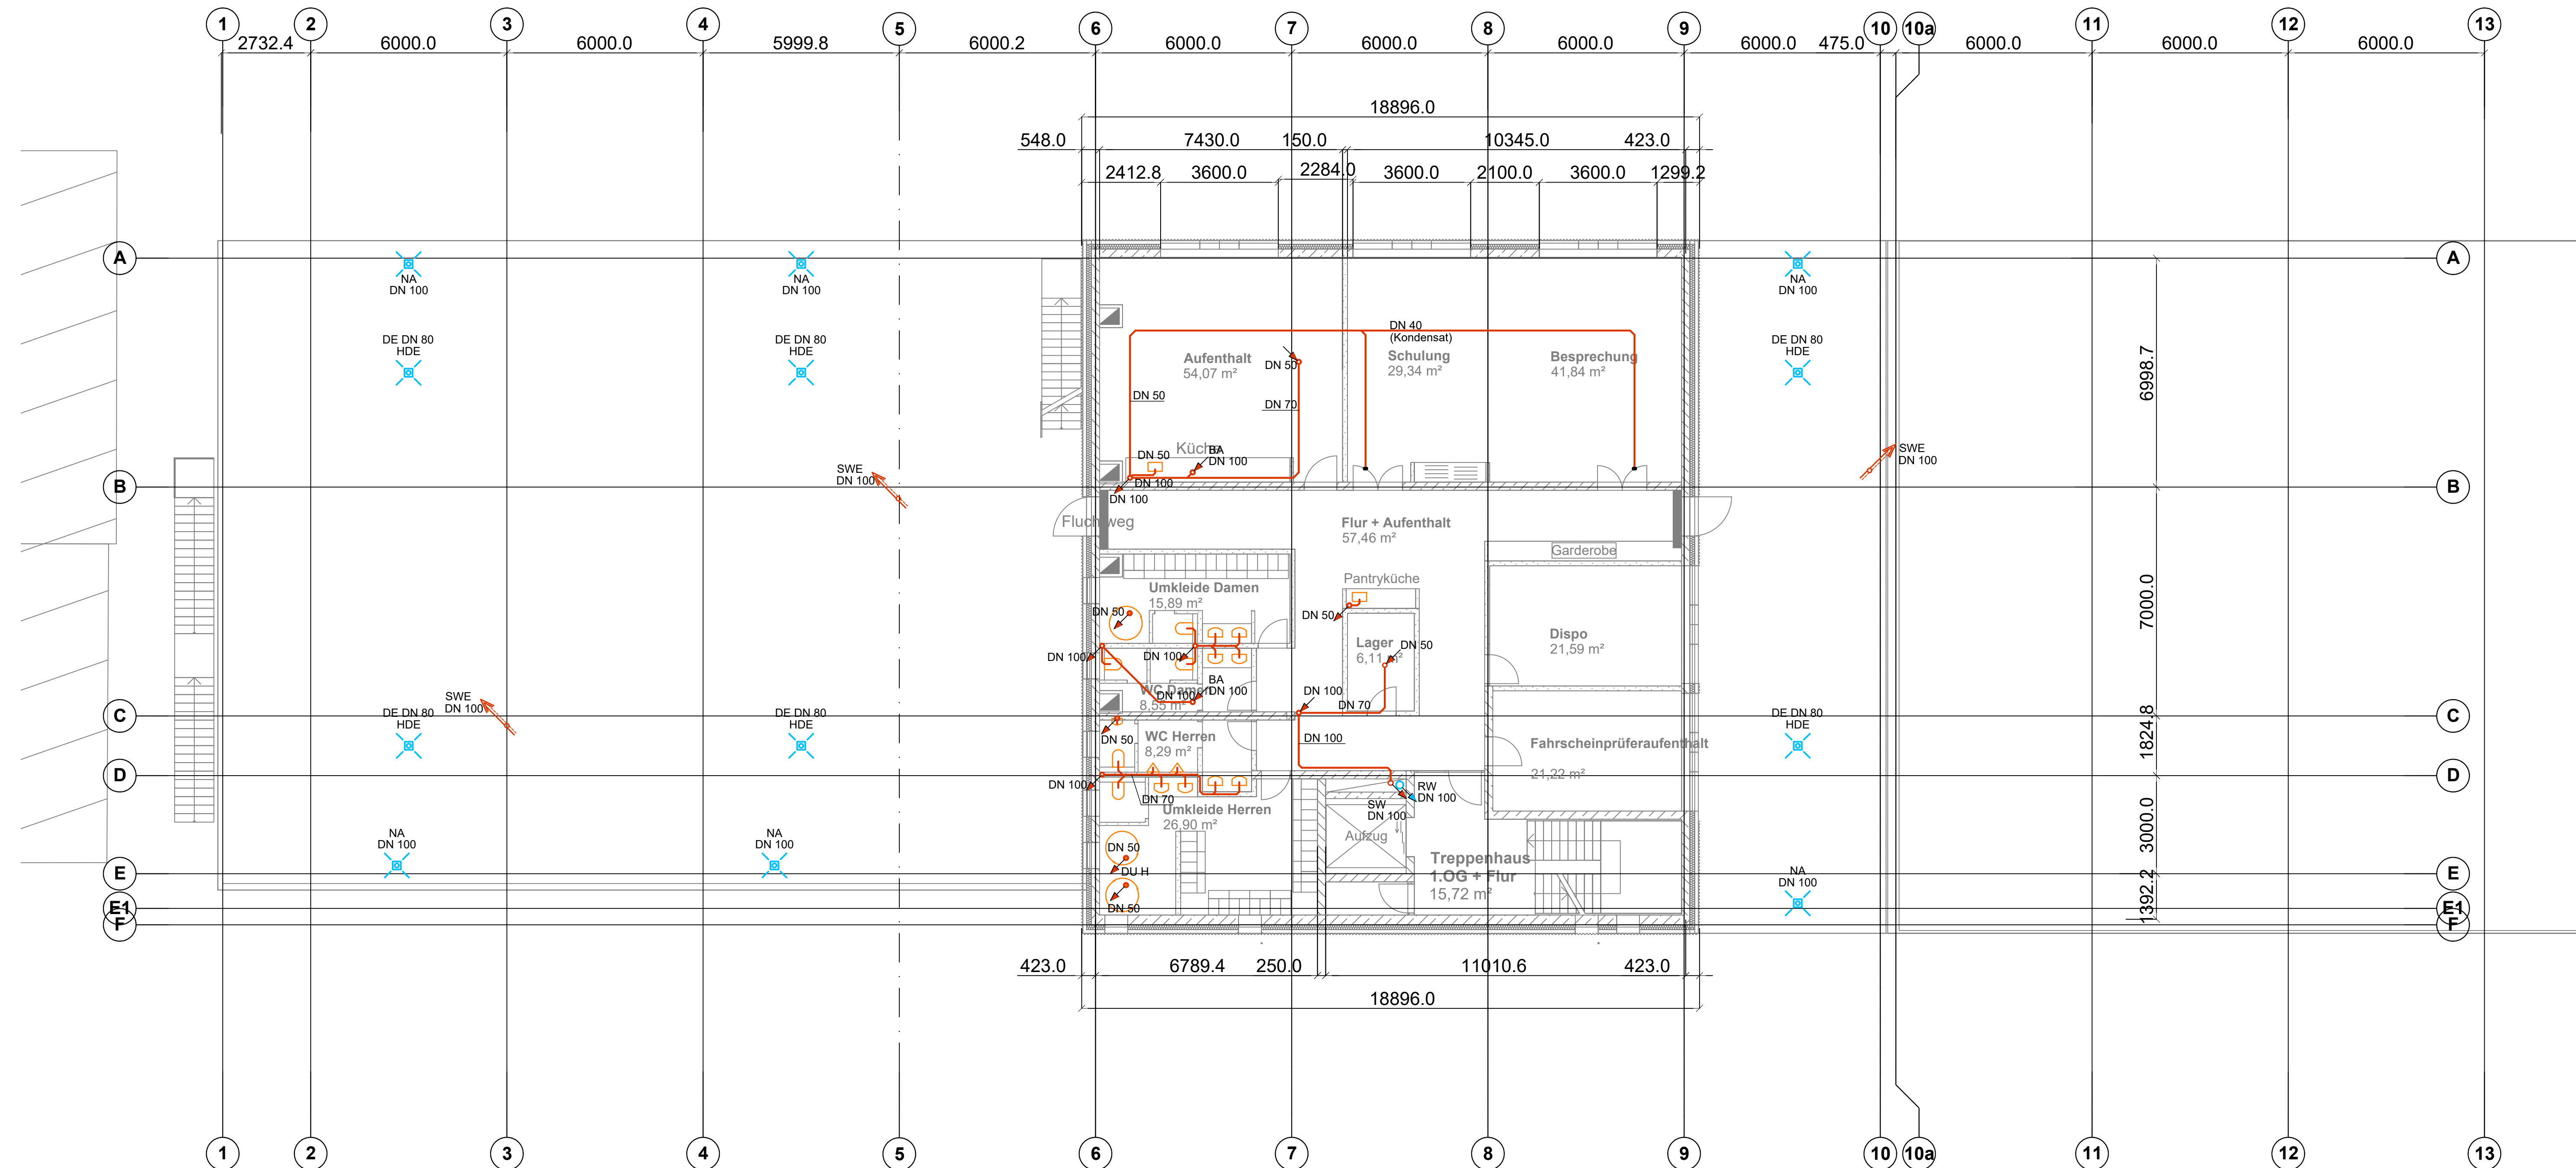 1 2 3 4 5 6 7 8 9 10 10a 11 12 13
2732.4 6000.0 6000.0 5999.8 6000.2 6000.0 6000.0 6000.0 6000.0 475.0 6000.0 6000.0 6000.0
18896.0
548.0 7430.0 150.0 10345.0 423.0
2412.8 3600.0 2284.0 3600.0 2100.0 3600.0 1299.2
A A
NA
DN 100
NA
DN 100
NA
DN 100
DE DN 80
HDE
DE DN 80
HDE
DE DN 80
HDE
DN 40
(Kondensat)
Aufenthalt
54,07 m²
DN 50
Schulung
29,34 m²
Besprechung
41,84 m²
6998.7
DN 50
DN 70
Küche
BA
DN 100
DN 50
DN 100
DN 100
SWE
DN 100
SWE
DN 100
B B
Fluchtweg
Flur + Aufenthalt
57,46 m²
Garderobe
Pantryküche
Umkleide Damen
15,89 m²
DN 50
DN 50
7000.0
Dispo
21,59 m²
Lager
6,11 m²
DN 50
DN 100
DN 100
BA
DN 100
WC Damen
8,55 m²
DN 100
DN 100
DN 70
SWE
DN 100
DE DN 80
HDE
DE DN 80
HDE
DE DN 80
HDE
C C
DN 50
WC Herren
8,29 m²
DN 100
Fahrscheinprüferaufenthalt
21,22 m²
1824.8
D D
DN 100
DN 70
Umkleide Herren
26,90 m²
RW
DN 100
SW
DN 100
Aufzug
3000.0
NA
DN 100
NA
DN 100
NA
DN 100
DN 50
DU H
DN 50
Treppenhaus
1.OG + Flur
15,72 m²
E E
1392.2
E1 E1
F F
423.0 6789.4 250.0 11010.6 423.0
18896.0
1 2 3 4 5 6 7 8 9 10 10a 11 12 13